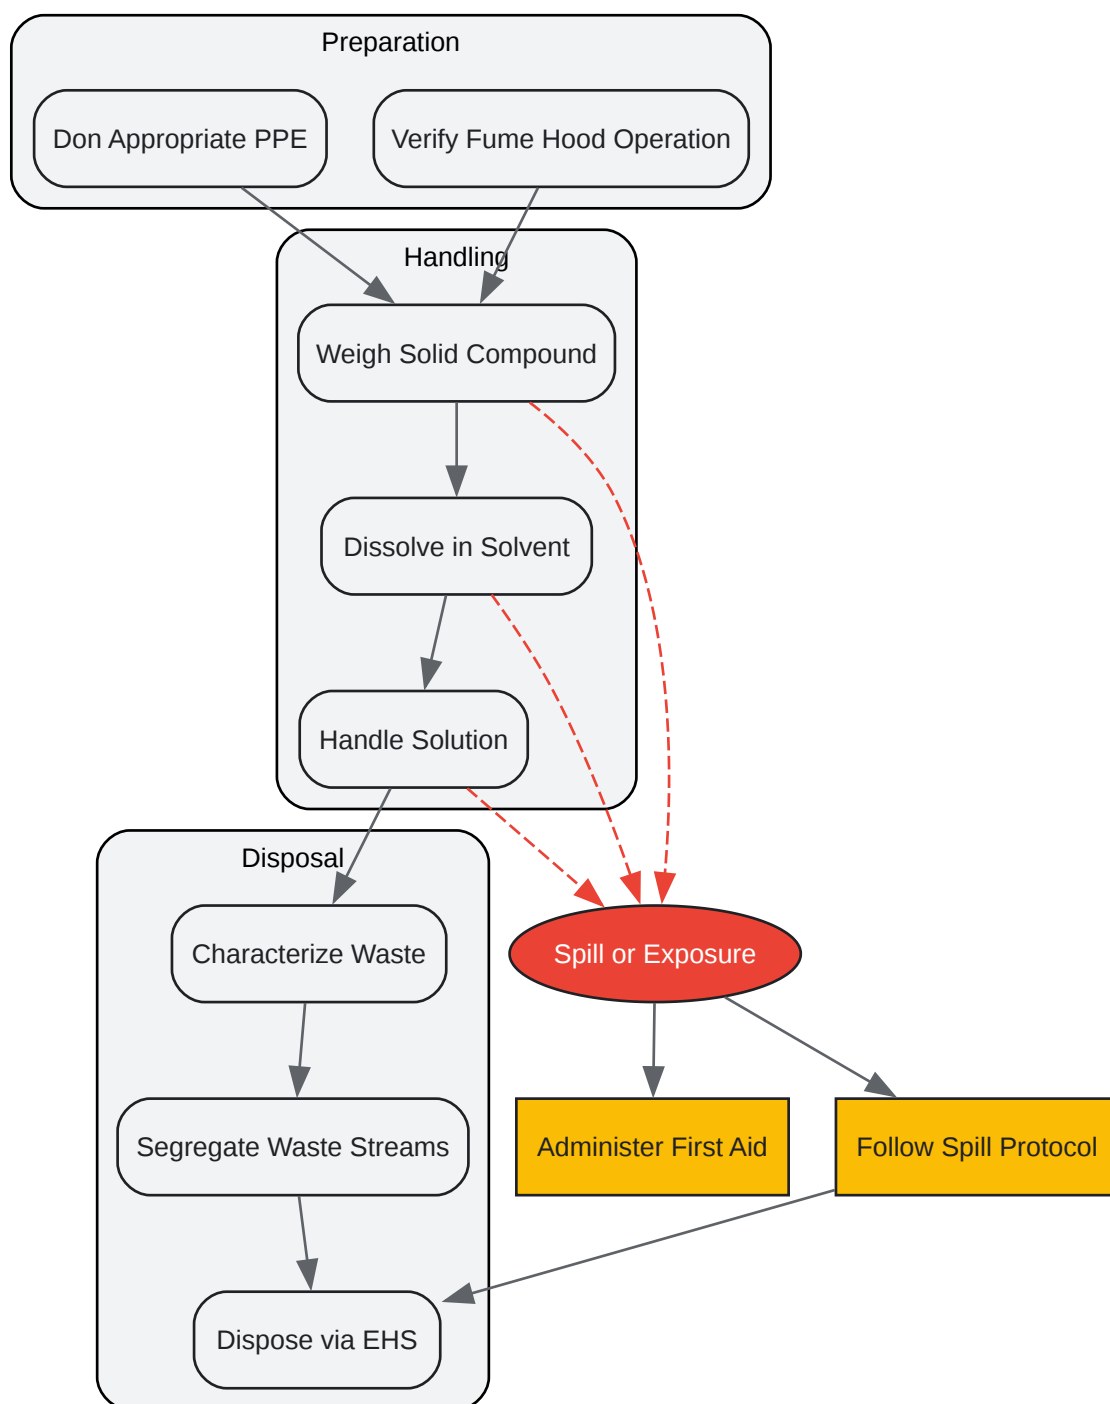 Preparation
Don Appropriate PPE
Verify Fume Hood Operation
Handling
Weigh Solid Compound
Dissolve in Solvent
Handle Solution
Disposal
Characterize Waste
Spill or Exposure
Segregate Waste Streams
Administer First Aid
Follow Spill Protocol
Dispose via EHS